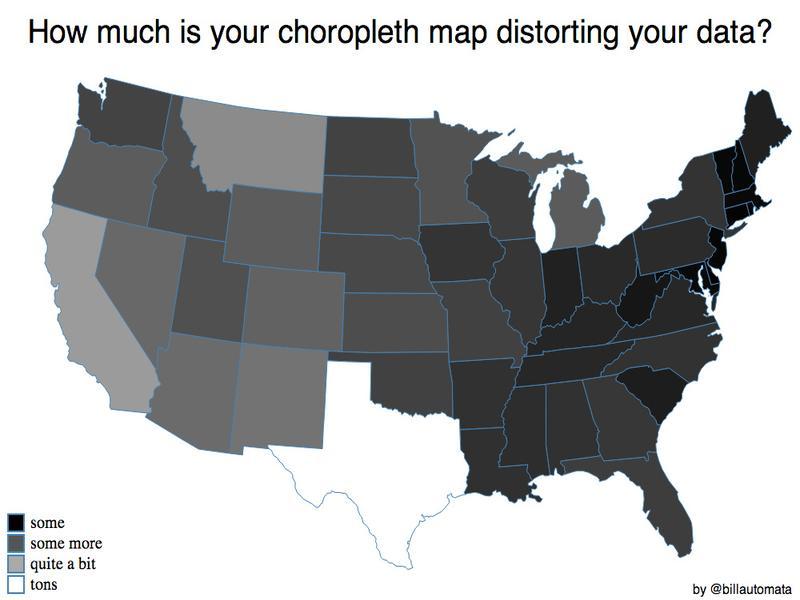 How much is your choropleth map distorting your data?
some
some more
quite a bit
tons
by @billautomata